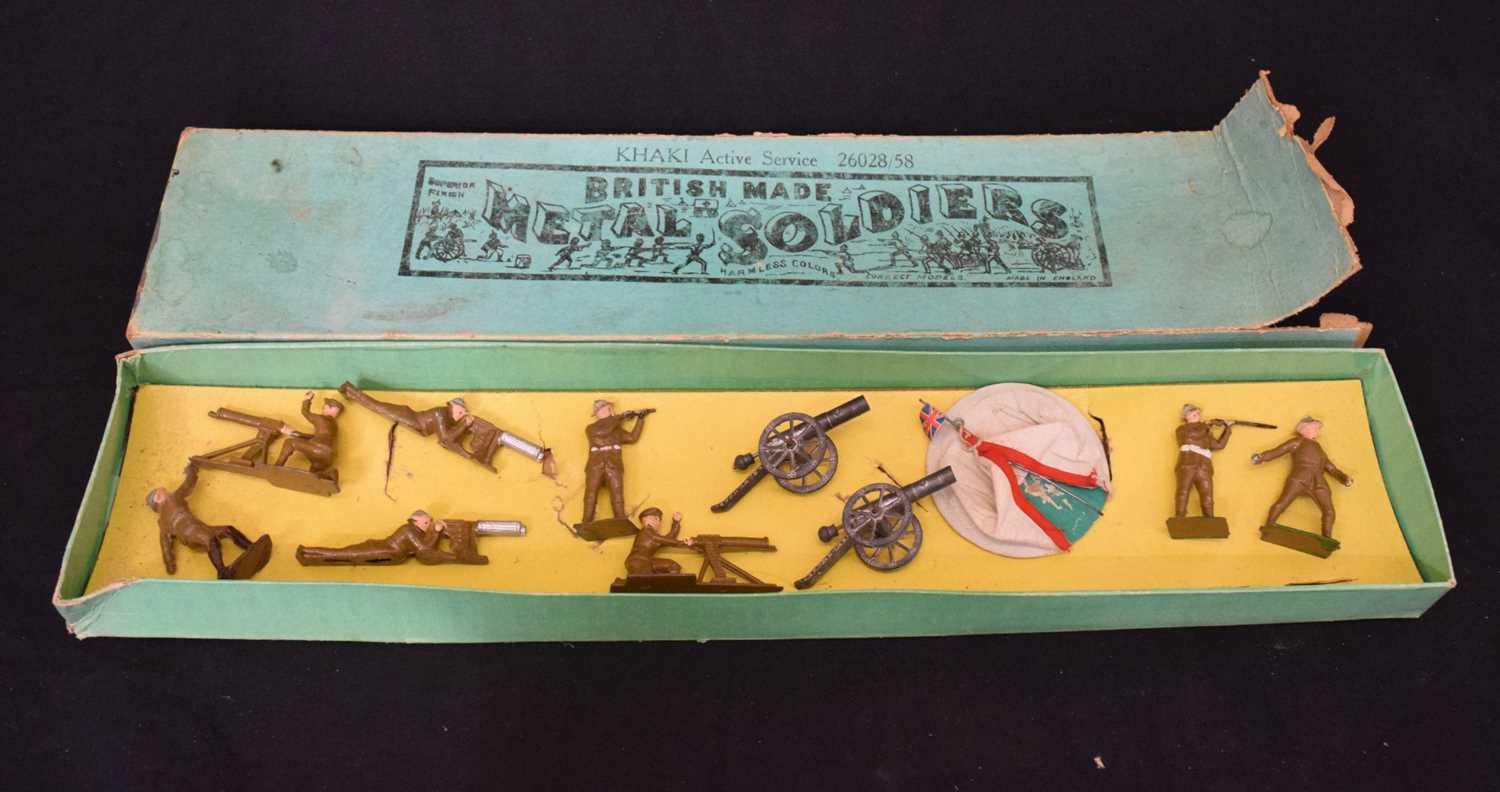 KHAKI Active Service 26028/58
SUPERIOR FINISH
BRITISH MADE
METAL SOLDIERS
HARMLESS COLORS
CORRECT MODELS.
MADE IN ENGLAND